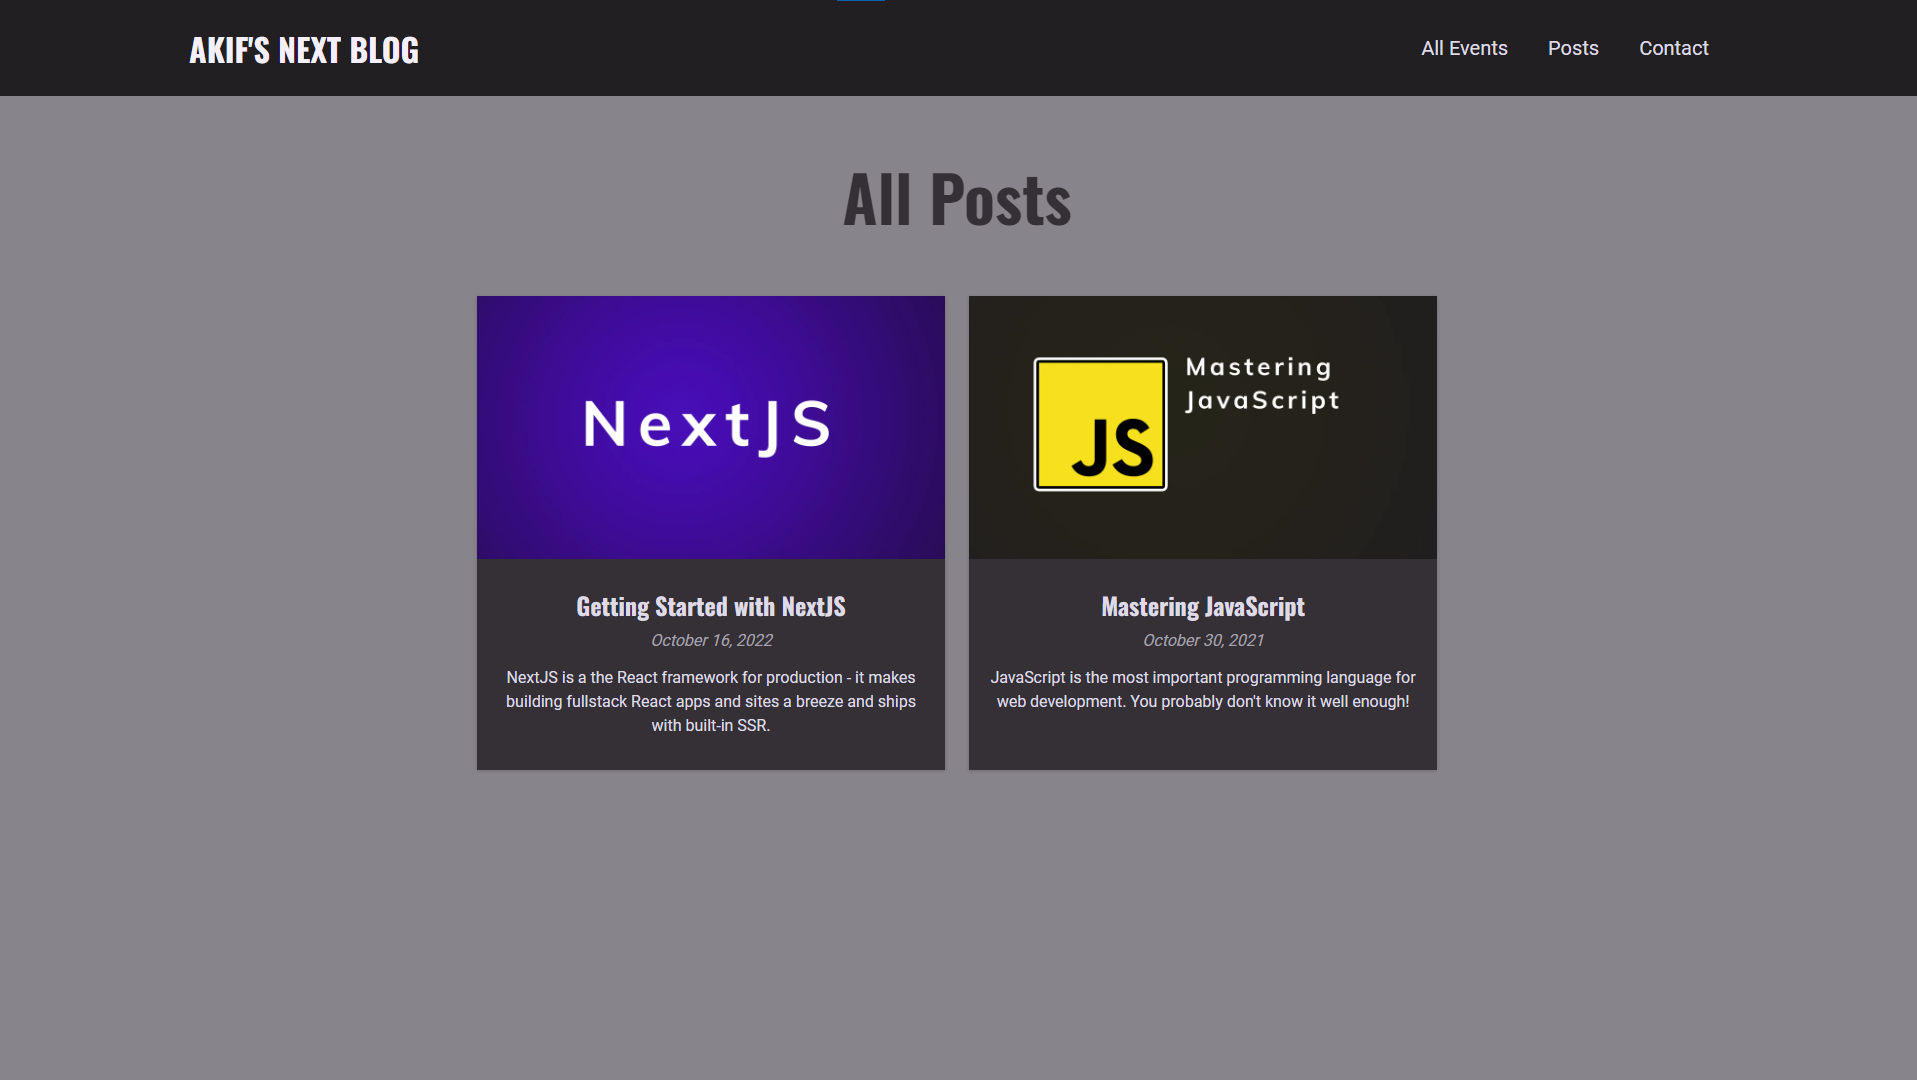 AKIF'S NEXT BLOG
All Events
Posts
Contact
All Posts
NextJS
Getting Started with NextJS
October 16, 2022
NextJS is a the React framework for production - it makes
building fullstack React apps and sites a breeze and ships
with built-in SSR.
JS
Mastering
JavaScript
Mastering JavaScript
October 30, 2021
JavaScript is the most important programming language for
web development. You probably don't know it well enough!